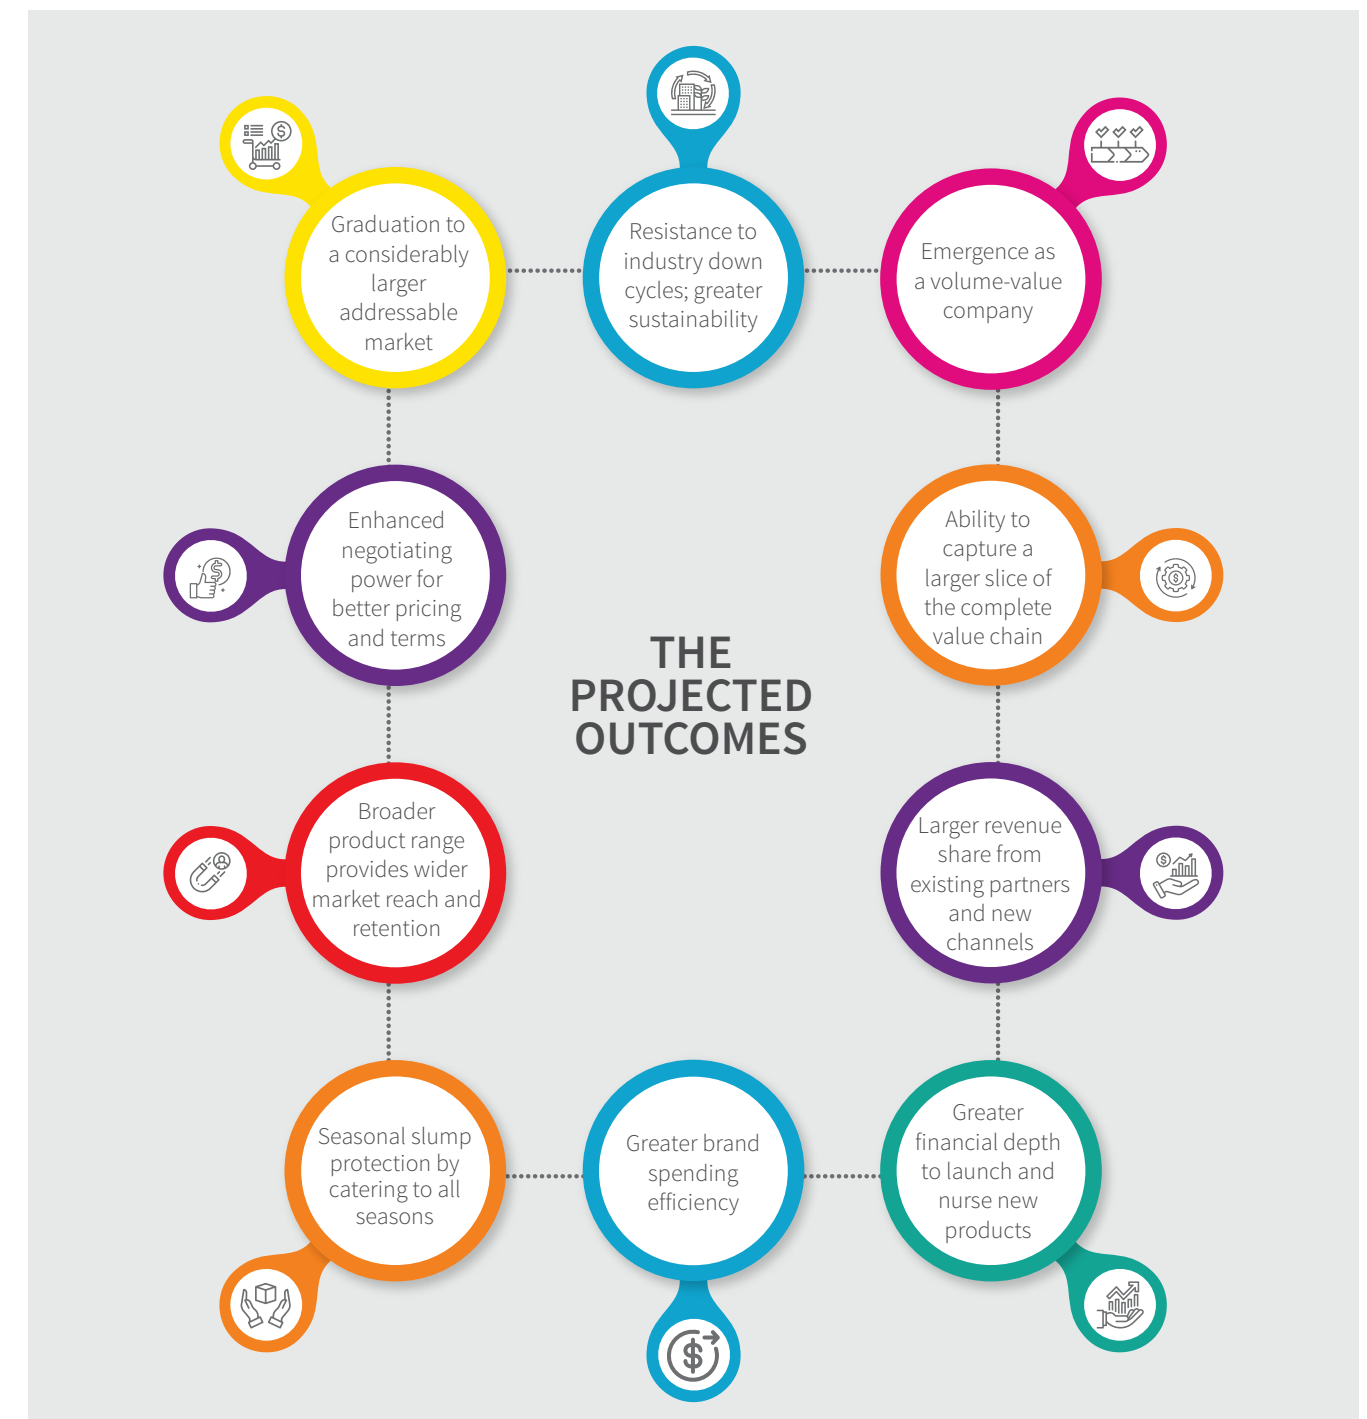 Graduation to
a considerably
larger
addressable
market
Resistance to
industry down
cycles; greater
sustainability
Emergence as
a volume-value
company
Enhanced
negotiating
power for
better pricing
and terms
Ability to
capture a
larger slice of
the complete
value chain
THE
PROJECTED
OUTCOMES
Broader
product range
provides wider
market reach and
retention
Larger revenue
share from
existing partners
and new
channels
Seasonal slump
protection by
catering to all
seasons
Greater brand
spending
efficiency
Greater
financial depth
to launch and
nurse new
products